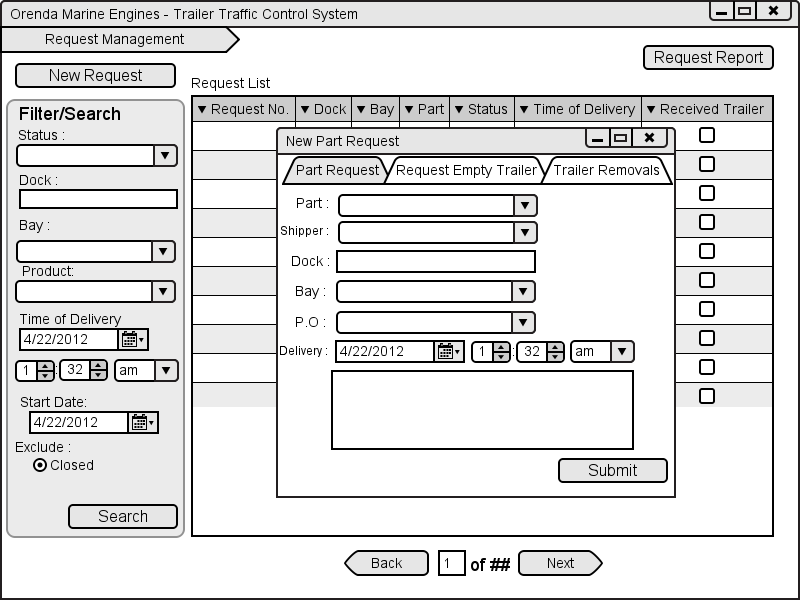 Orenda Marine Engines - Trailer Traffic Control System
Request Management
New Request
Request Report
Request List
Filter/Search
Status :
Dock :
Bay :
Product:
Time of Delivery
4/22/2012
1 : 32 am
Start Date:
4/22/2012
Exclude :
Closed
Search
Request No. Dock Bay Part Status Time of Delivery Received Trailer
New Part Request
Part Request Request Empty Trailer Trailer Removals
Part :
Shipper :
Dock :
Bay :
P.O :
Delivery : 4/22/2012 1 : 32 am
Submit
Back 1 of ## Next